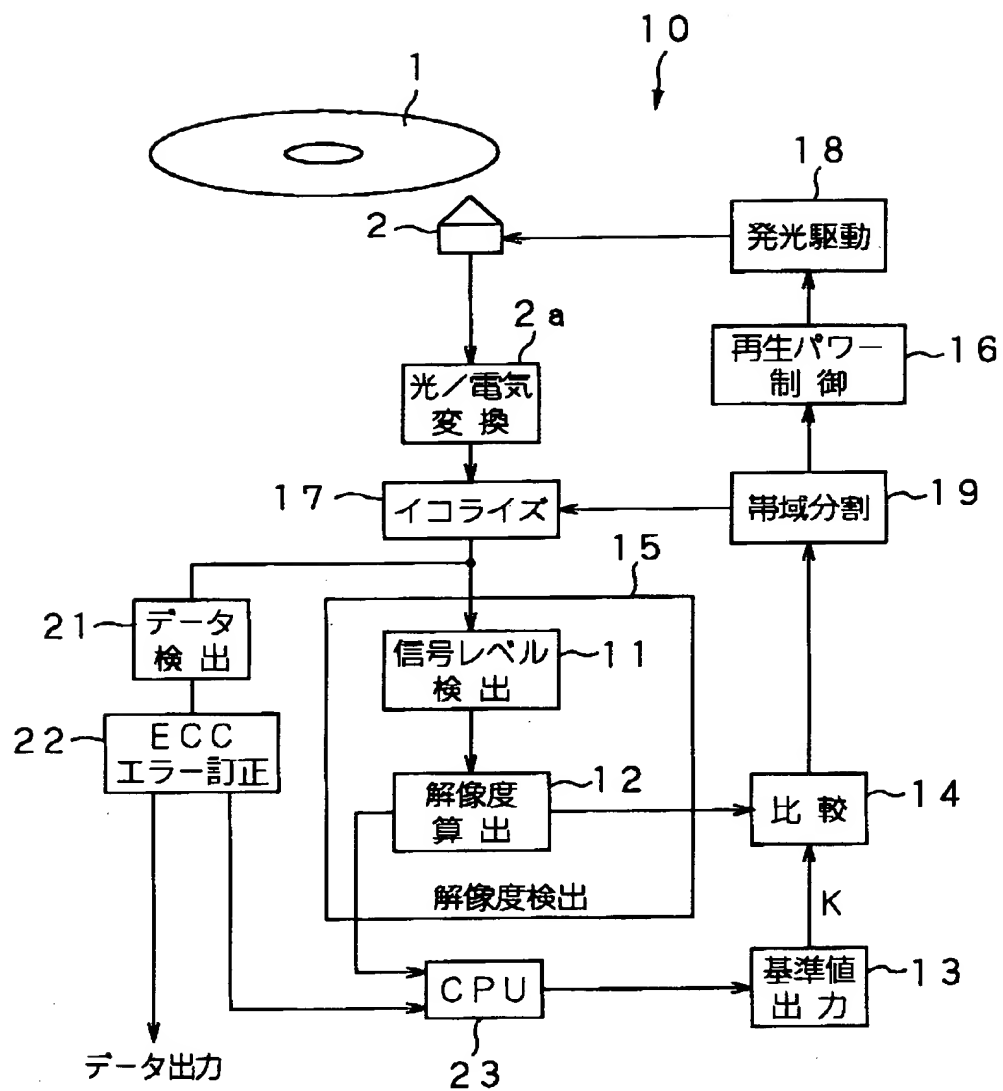 10
1
18
発光駆動
2
2a
光/電気
変換
再生パワー
制御
16
17
イコライズ
帯域分割
19
15
21
データ
検出
信号レベル
検出
11
22
ECC
エラー訂正
解像度
算出
12
比較
14
解像度検出
K
CPU
23
基準値
出力
13
データ出力